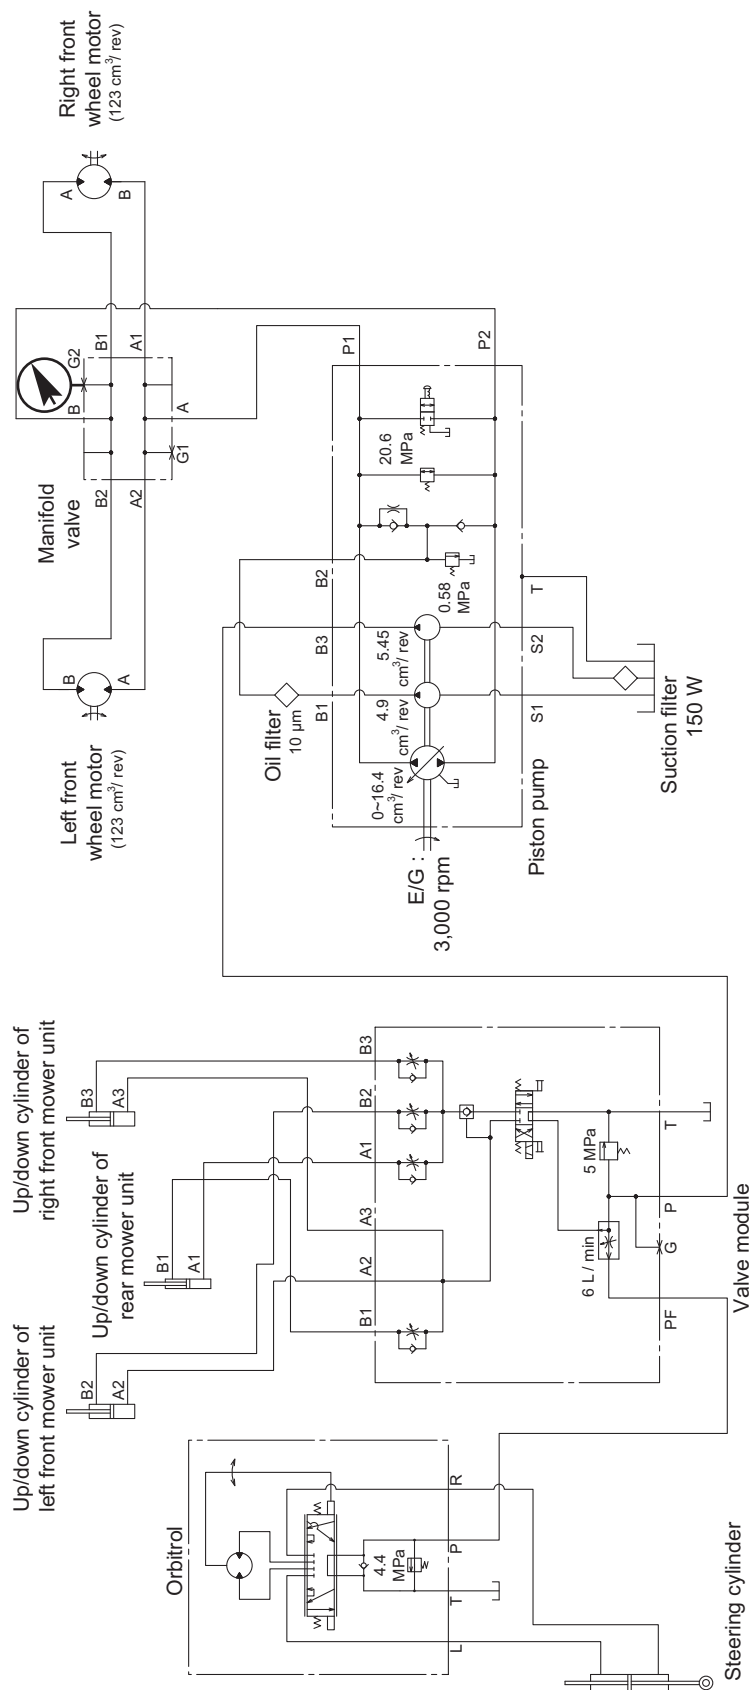 Right front
wheel motor
(123 cm³/ rev)
A
B
B1
A1
G2
B
A
G1
B2
A2
Manifold
valve
B
A
Left front
wheel motor
(123 cm³/ rev)
P1
P2
20.6
MPa
B2
0.58
MPa
T
B3
5.45
cm³/ rev
S2
Oil filter
10 µm
B1
4.9
cm³/ rev
S1
0~16.4
cm³/ rev
Piston pump
E/G :
3,000 rpm
Suction filter
150 W
Up/down cylinder of
right front mower unit
B3
A3
Up/down cylinder of
rear mower unit
B1
A1
Up/down cylinder of
left front mower unit
B2
A2
B3
B2
A1
A3
A2
B1
5 MPa
6 L / min
T
P
G
PF
Valve module
Orbitrol
4.4
MPa
R
P
T
L
Steering cylinder